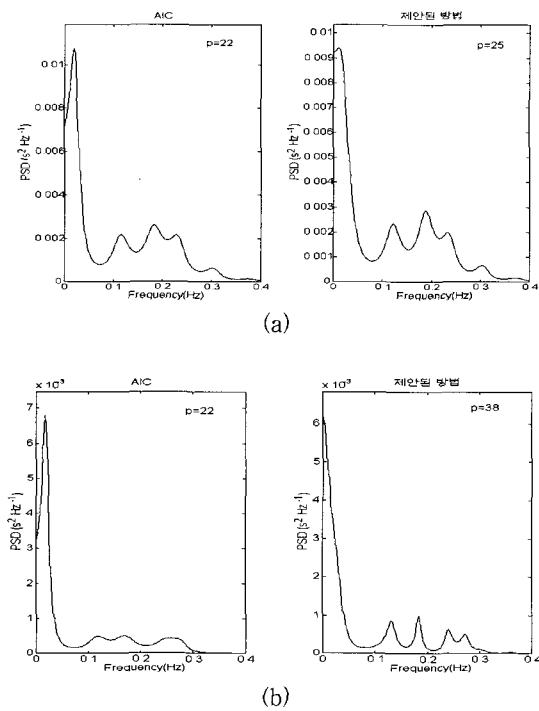 AIC
p=22
0.01
0.008
0.006
0.004
0.002
0
PSD (s² Hz⁻¹)
0 0.1 0.2 0.3 0.4
Frequency(Hz)
제안된 방법
p=25
0.01
0.009
0.008
0.007
0.006
0.005
0.004
0.003
0.002
0.001
0
PSD (s² Hz⁻¹)
0 0.1 0.2 0.3 0.4
Frequency(Hz)
(a)
AIC
x 10⁻³
p=22
7
6
5
4
3
2
1
0
PSD (s² Hz⁻¹)
0 0.1 0.2 0.3 0.4
Frequency(Hz)
제안된 방법
x 10⁻³
p=38
6
5
4
3
2
1
0
PSD (s² Hz⁻¹)
0 0.1 0.2 0.3 0.4
Frequency(Hz)
(b)